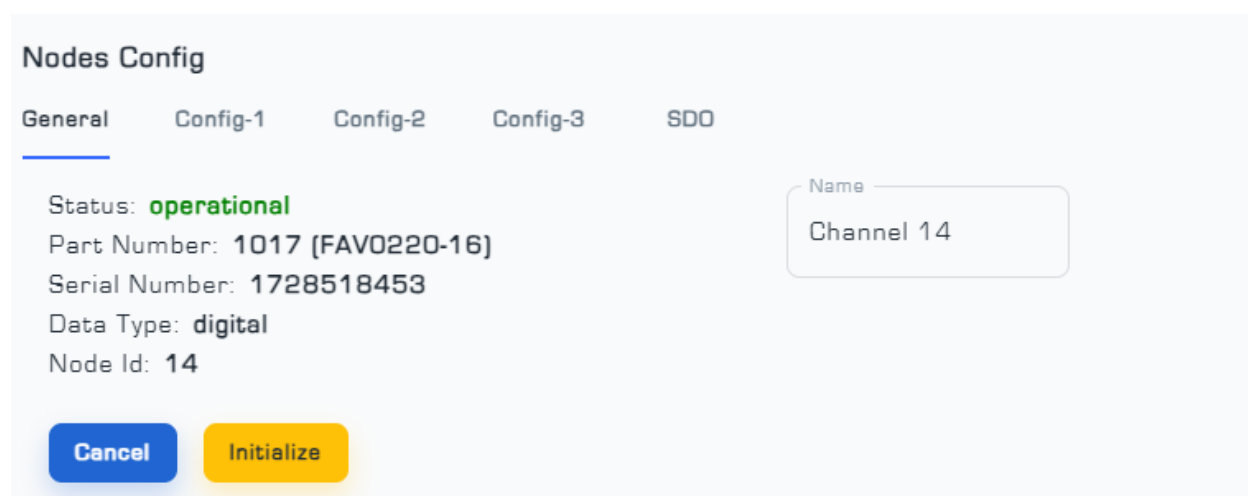 Nodes Config
General Config-1 Config-2 Config-3 SDO
Status: operational
Part Number: 1017 (FAV0220-16)
Serial Number: 1728518453
Data Type: digital
Node Id: 14
Name
Channel 14
Cancel Initialize